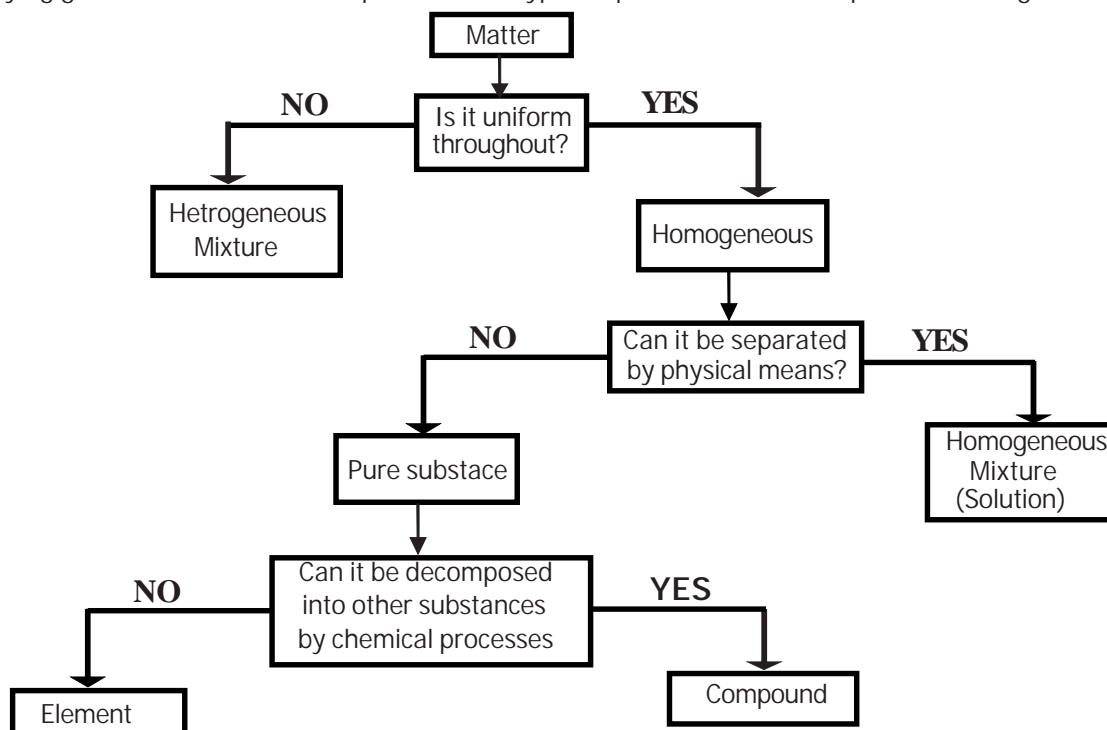 Matter
NO
YES
Is it uniform
throughout?
Hetrogeneous
Mixture
Homogeneous
NO
YES
Can it be separated
by physical means?
Pure substace
Homogeneous
Mixture
(Solution)
NO
YES
Can it be decomposed
into other substances
by chemical processes
Element
Compound